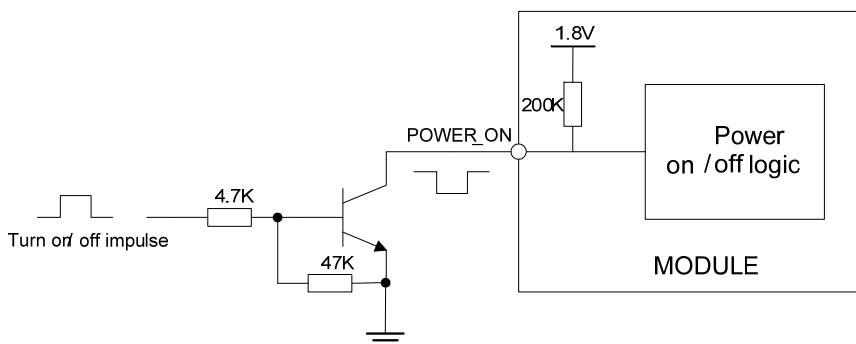 1.8V
200K
POWER_ON
Power
on /off logic
4.7K
Turn on/ off impulse
47K
MODULE